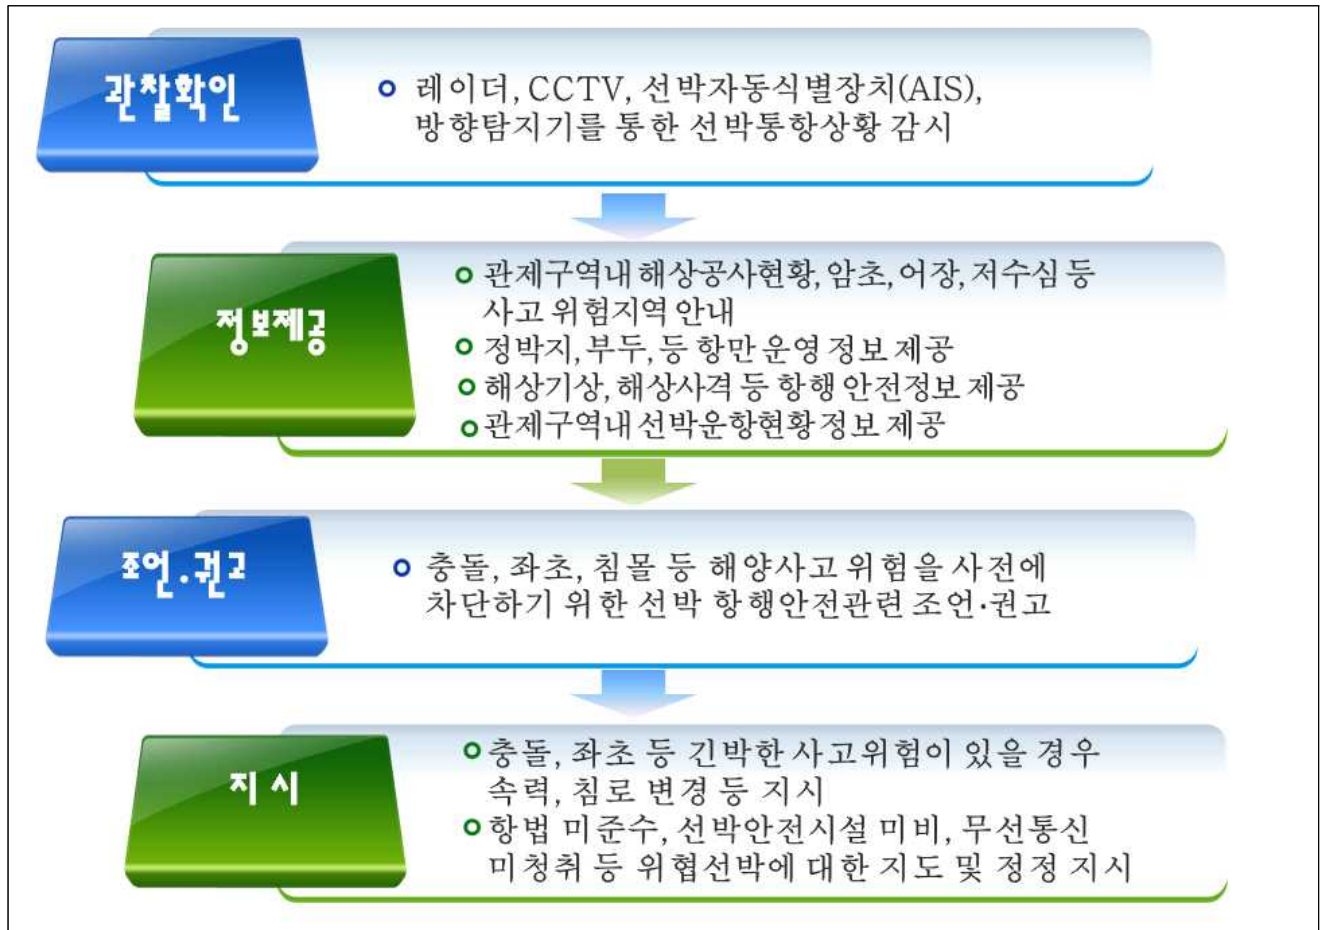 관찰확인
레이더, CCTV, 선박자동식별장치(AIS),
방향탐지기를 통한 선박통항상황 감시
정보제공
관제구역내 해상공사현황, 암초, 어장, 저수심 등
사고 위험지역 안내
정박지, 부두, 등 항만 운영 정보 제공
해상기상, 해상사격 등 항행 안전정보 제공
관제구역내 선박운항현황 정보 제공
조언.권고
충돌, 좌초, 침몰 등 해양사고 위험을 사전에
차단하기 위한 선박 항행안전관련 조언·권고
지시
충돌, 좌초 등 긴박한 사고위험이 있을 경우
속력, 침로 변경 등 지시
항법 미준수, 선박안전시설 미비, 무선통신
미청취 등 위협선박에 대한 지도 및 정정 지시